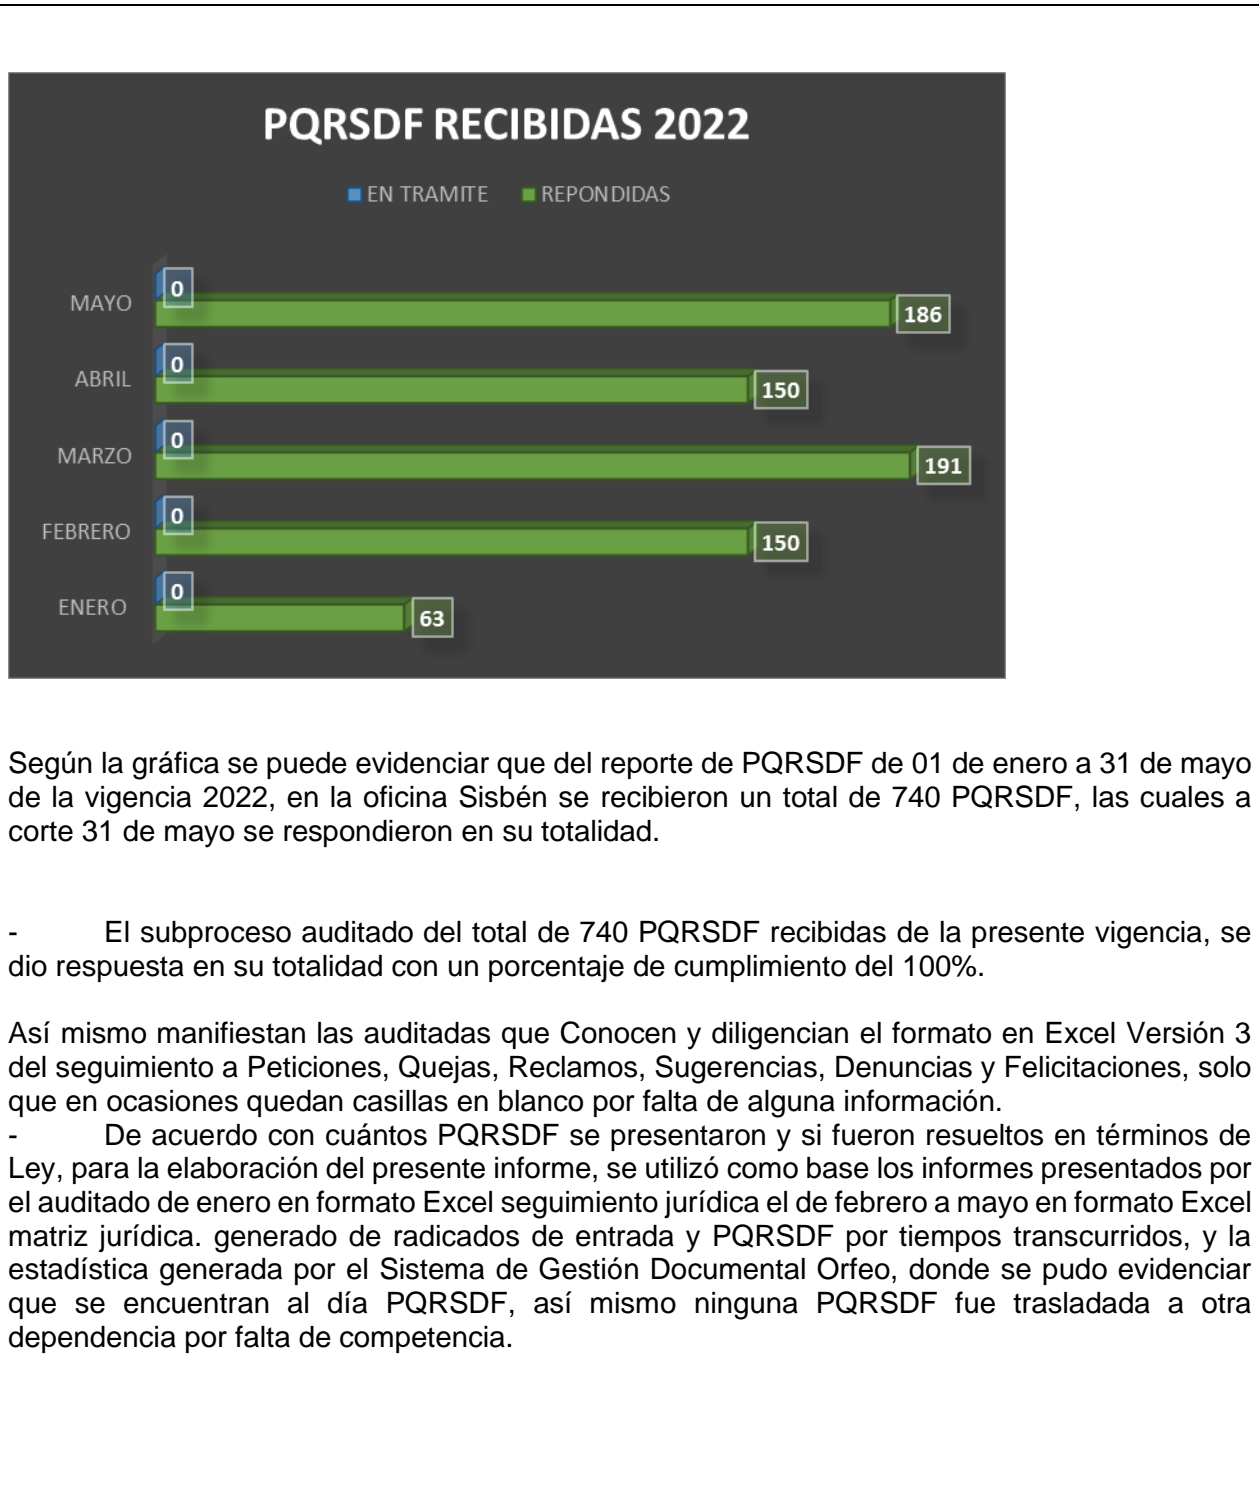 PQRSDF RECIBIDAS 2022
EN TRAMITE REPONDIDAS
MAYO 0 186
ABRIL 0 150
MARZO 0 191
FEBRERO 0 150
ENERO 0 63
Según la gráfica se puede evidenciar que del reporte de PQRSDF de 01 de enero a 31 de mayo
de la vigencia 2022, en la oficina Sisbén se recibieron un total de 740 PQRSDF, las cuales a
corte 31 de mayo se respondieron en su totalidad.
- El subproceso auditado del total de 740 PQRSDF recibidas de la presente vigencia, se
dio respuesta en su totalidad con un porcentaje de cumplimiento del 100%.
Así mismo manifiestan las auditadas que Conocen y diligencian el formato en Excel Versión 3
del seguimiento a Peticiones, Quejas, Reclamos, Sugerencias, Denuncias y Felicitaciones, solo
que en ocasiones quedan casillas en blanco por falta de alguna información.
- De acuerdo con cuántos PQRSDF se presentaron y si fueron resueltos en términos de
Ley, para la elaboración del presente informe, se utilizó como base los informes presentados por
el auditado de enero en formato Excel seguimiento jurídica el de febrero a mayo en formato Excel
matriz jurídica. generado de radicados de entrada y PQRSDF por tiempos transcurridos, y la
estadística generada por el Sistema de Gestión Documental Orfeo, donde se pudo evidenciar
que se encuentran al día PQRSDF, así mismo ninguna PQRSDF fue trasladada a otra
dependencia por falta de competencia.